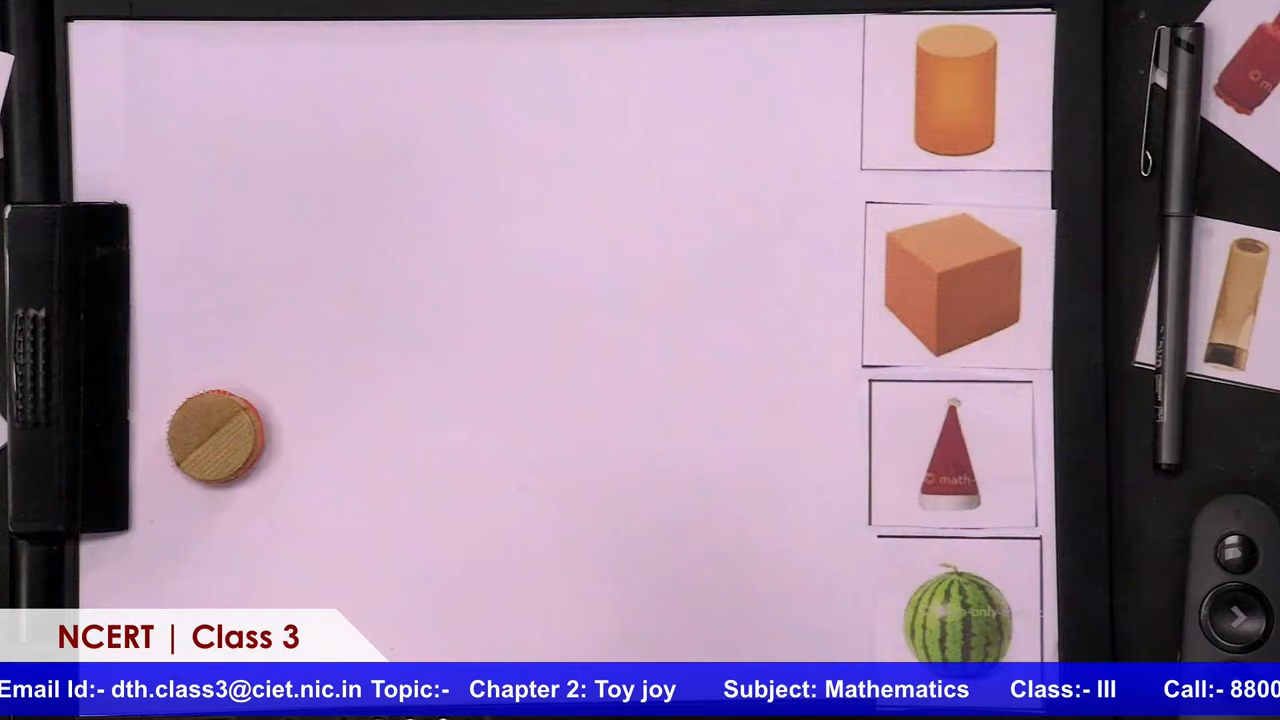 © m
© math-
NCERT | Class 3
Email Id:- dth.class3@ciet.nic.in Topic:- Chapter 2: Toy joy Subject: Mathematics Class:- III Call:- 8800